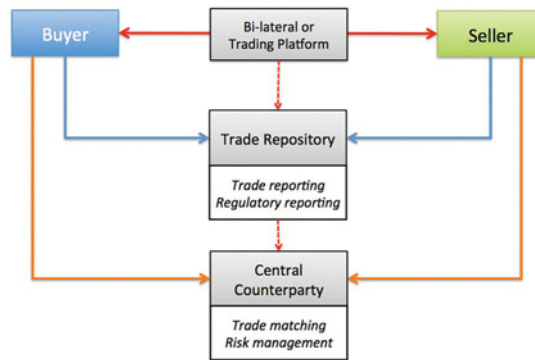 Buyer
Bi-lateral or
Trading Platform
Seller
Trade Repository
Trade reporting
Regulatory reporting
Central
Counterparty
Trade matching
Risk management